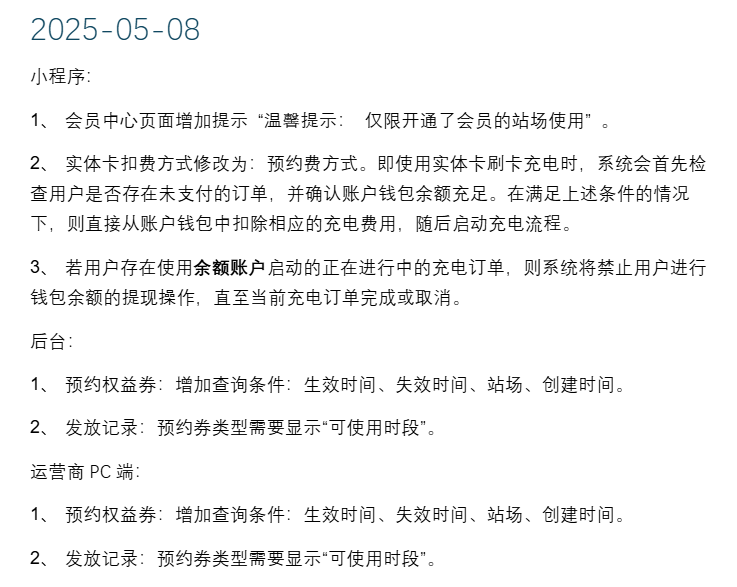 2025-05-08
小程序：
1、 会员中心页面增加提示 “温馨提示： 仅限开通了会员的站场使用” 。
2、 实体卡扣费方式修改为：预约费方式。即使用实体卡刷卡充电时，系统会首先检
查用户是否存在未支付的订单，并确认账户钱包余额充足。在满足上述条件的情况
下，则直接从账户钱包中扣除相应的充电费用，随后启动充电流程。
3、 若用户存在使用余额账户启动的正在进行中的充电订单，则系统将禁止用户进行
钱包余额的提现操作，直至当前充电订单完成或取消。
后台：
1、 预约权益券：增加查询条件：生效时间、失效时间、站场、创建时间。
2、 发放记录：预约券类型需要显示“可使用时段”。
运营商 PC 端：
1、 预约权益券：增加查询条件：生效时间、失效时间、站场、创建时间。
2、 发放记录：预约券类型需要显示“可使用时段”。